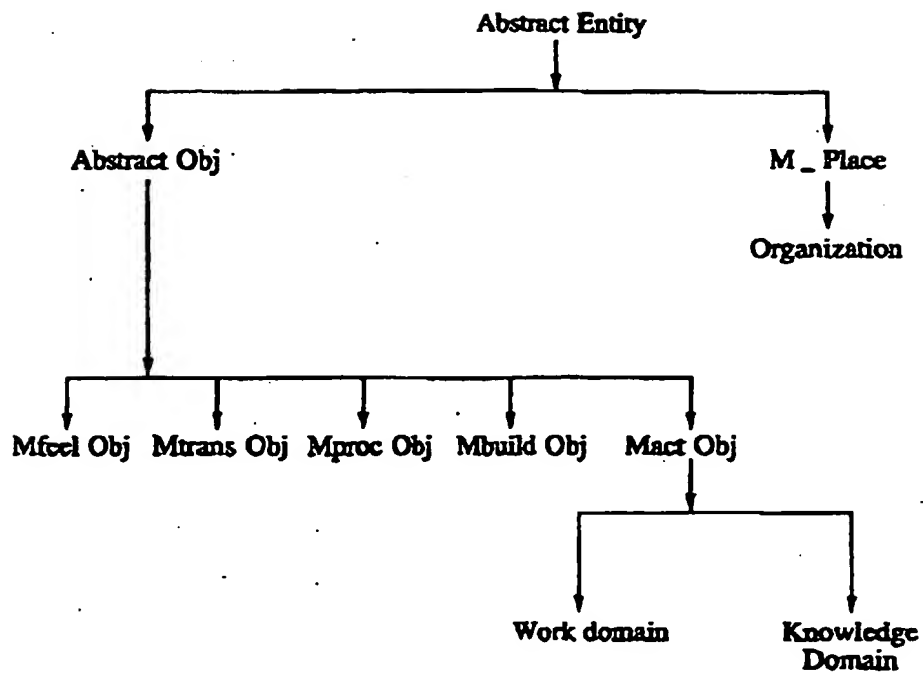 Abstract Entity
Abstract Obj
M _ Place
Organization
Mfeel Obj
Mtrans Obj
Mproc Obj
Mbuild Obj
Mact Obj
Work domain
Knowledge
Domain